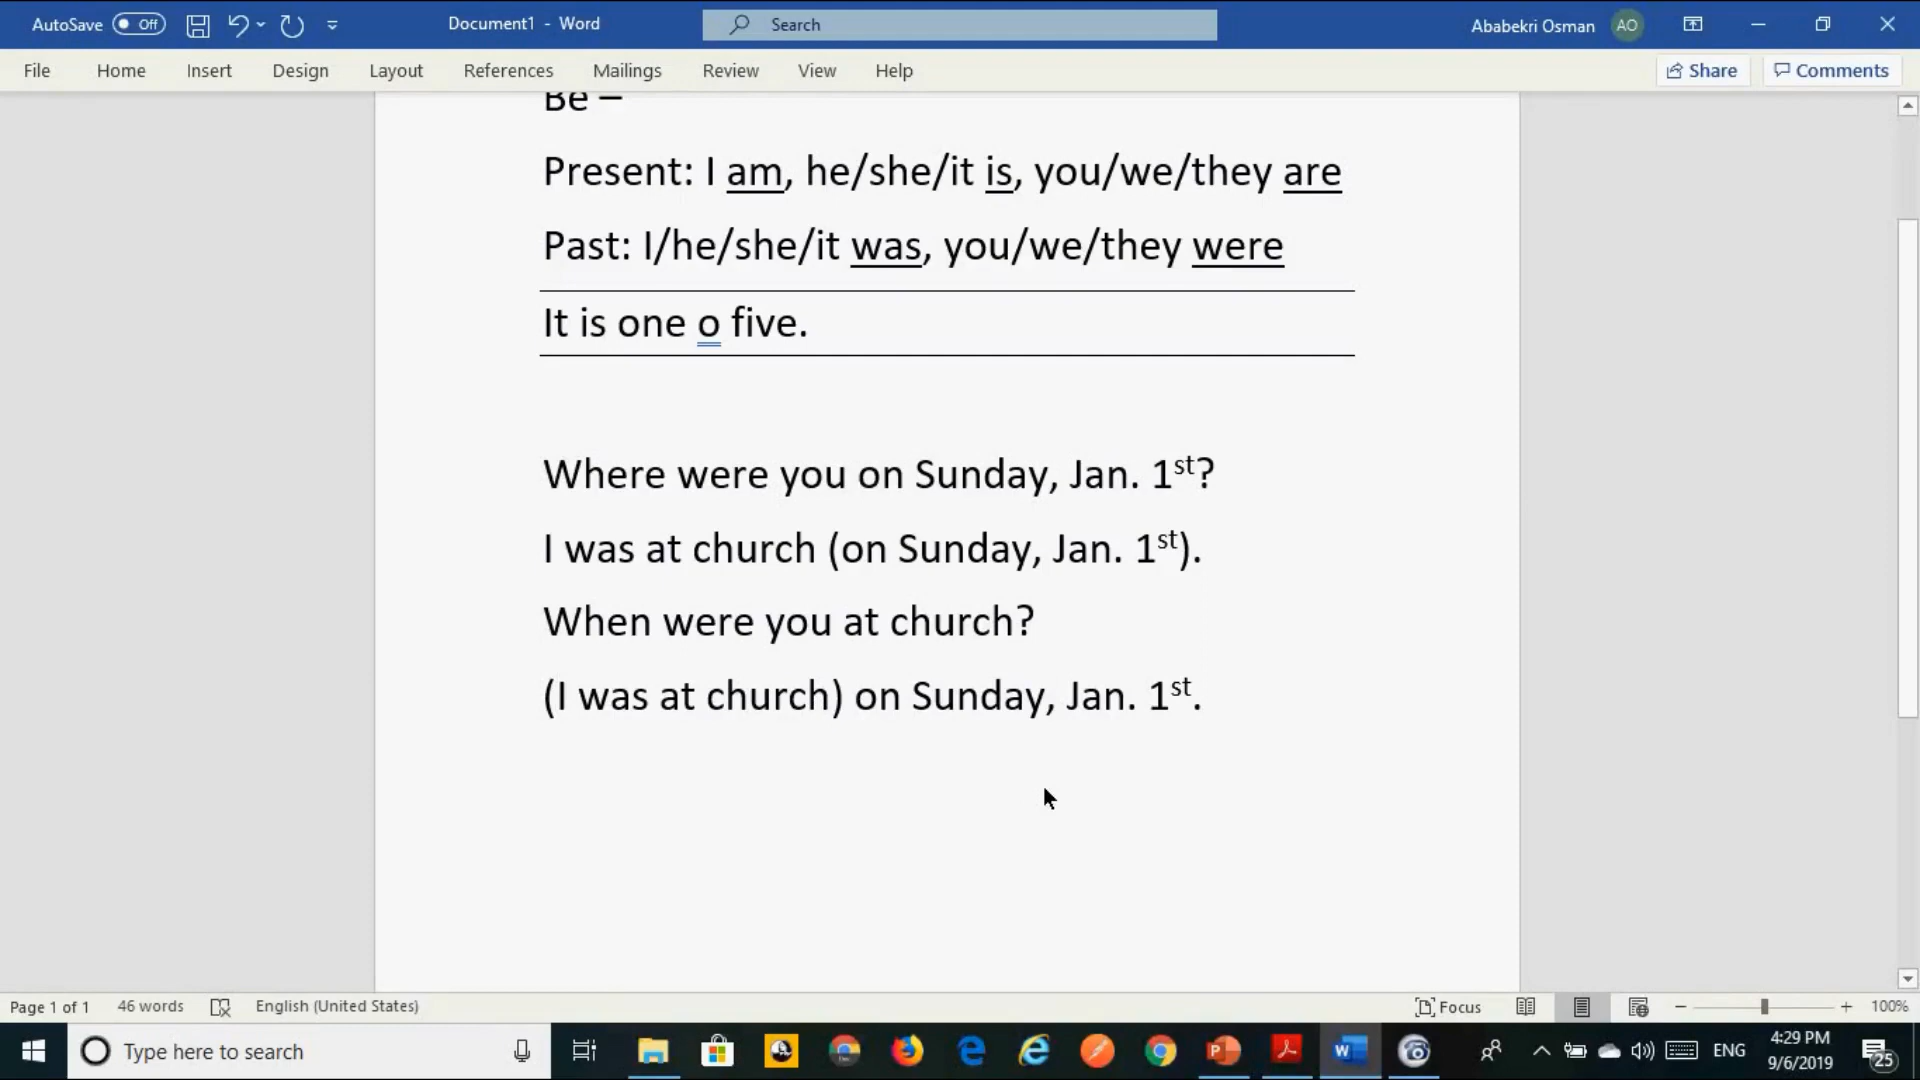 AutoSave Off Document1 - Word Search Ababekri Osman AO
File Home Insert Design Layout References Mailings Review View Help Share Comments
Be –
Present: I am, he/she/it is, you/we/they are
Past: I/he/she/it was, you/we/they were
It is one o five.
Where were you on Sunday, Jan. 1st?
I was at church (on Sunday, Jan. 1st).
When were you at church?
(I was at church) on Sunday, Jan. 1st.
Page 1 of 1 46 words English (United States) Focus 100%
Type here to search ENG 4:29 PM
9/6/2019 25